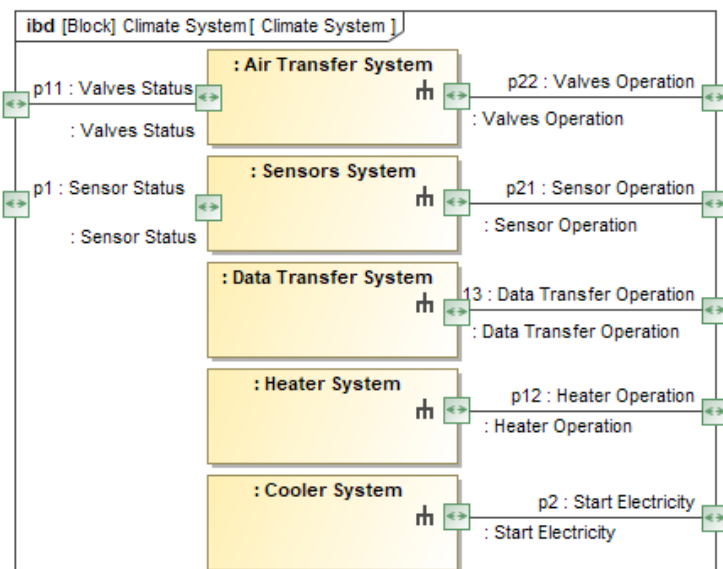 ibd [Block] Climate System[ Climate System ]
: Air Transfer System
p11 : Valves Status
p22 : Valves Operation
: Valves Status
: Valves Operation
: Sensors System
p1 : Sensor Status
p21 : Sensor Operation
: Sensor Status
: Sensor Operation
: Data Transfer System
13 : Data Transfer Operation
: Data Transfer Operation
: Heater System
p12 : Heater Operation
: Heater Operation
: Cooler System
p2 : Start Electricity
: Start Electricity